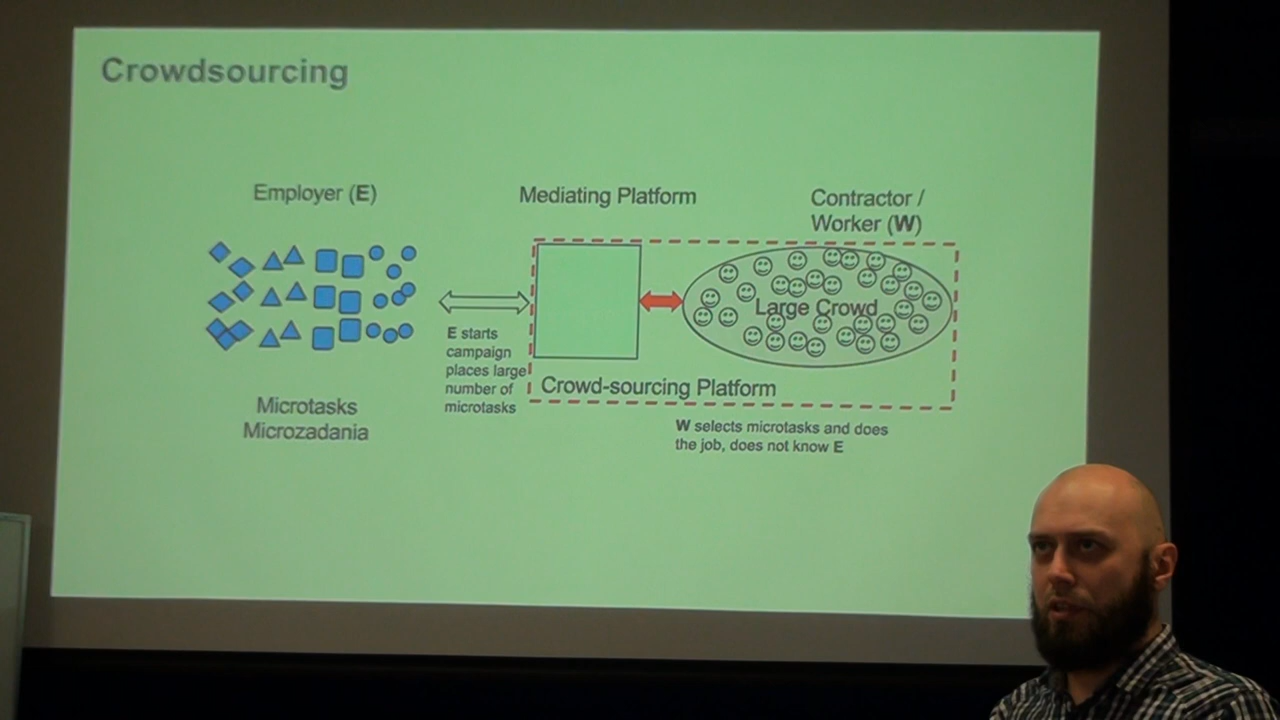 Crowdsourcing
Employer (E)
Mediating Platform
Contractor /
Worker (W)
Large Crowd
E starts
campaign
places large
number of
microtasks
Crowd-sourcing Platform
Microtasks
Microzadania
W selects microtasks and does
the job, does not know E